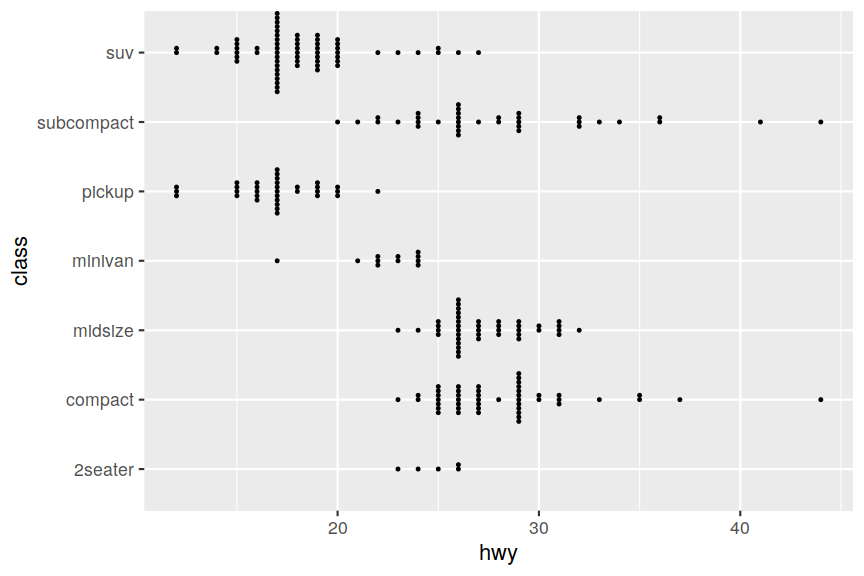 suv
subcompact
pickup
minivan
midsize
compact
2seater
class
20 30 40
hwy